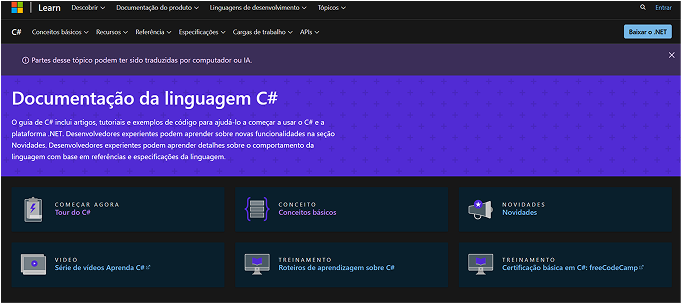 Learn Descobrir Documentação do produto Linguagens de desenvolvimento Tópicos Entrar
C# Conceitos básicos Recursos Referência Especificações Cargas de trabalho APIs Baixar o .NET
Partes desse tópico podem ter sido traduzidas por computador ou IA.
Documentação da linguagem C#
O guia de C# inclui artigos, tutoriais e exemplos de código para ajudá-lo a começar a usar o C# e a
plataforma .NET. Desenvolvedores experientes podem aprender sobre novas funcionalidades na seção
Novidades. Desenvolvedores experientes podem aprender detalhes sobre o comportamento da
linguagem com base em referências e especificações da linguagem.
COMEÇAR AGORA
Tour do C#
CONCEITO
Conceitos básicos
NOVIDADES
Novidades
VIDEO
Série de vídeos Aprenda C#
TREINAMENTO
Roteiros de aprendizagem sobre C#
TREINAMENTO
Certificação básica em C#: freeCodeCamp